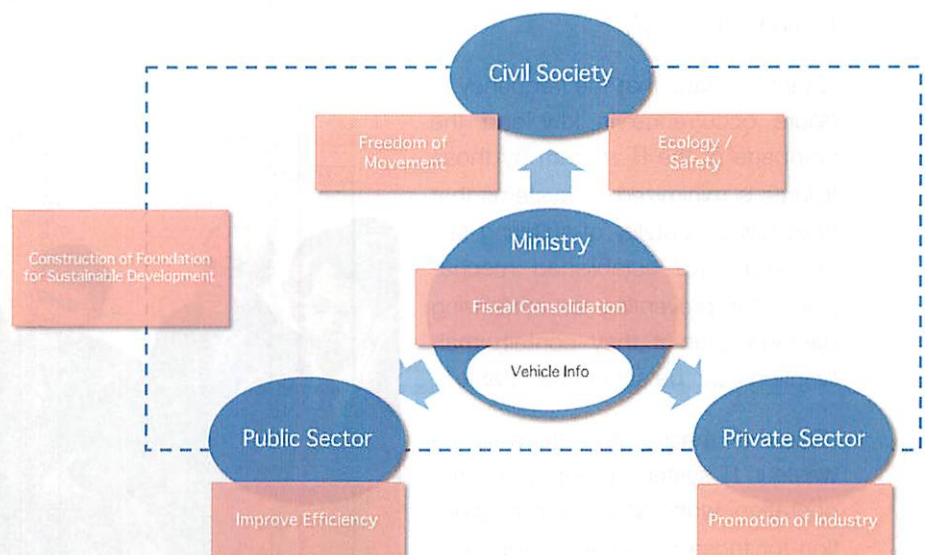 Civil Society
Freedom of
Movement
Ecology /
Safety
Ministry
Construction of Foundation
for Sustainable Development
Fiscal Consolidation
Vehicle Info
Public Sector
Private Sector
Improve Efficiency
Promotion of Industry